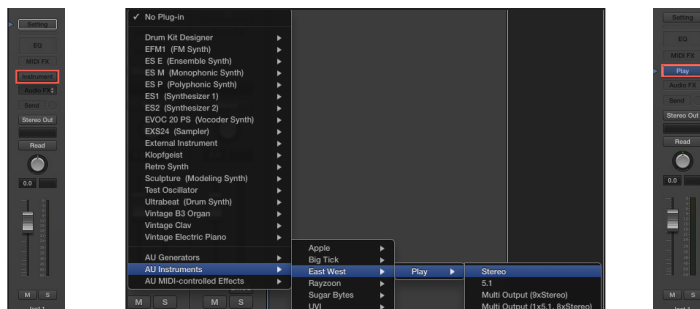 Setting
EQ
MIDI FX
Instrument
Audio FX
Send
Stereo Out
Read
0.0
M S
Inst 1
✓ No Plug-in
Drum Kit Designer
EFM1 (FM Synth)
ES E (Ensemble Synth)
ES M (Monophonic Synth)
ES P (Polyphonic Synth)
ES1 (Synthesizer 1)
ES2 (Synthesizer 2)
EVOC 20 PS (Vocoder Synth)
EXS24 (Sampler)
External Instrument
Klopfgeist
Retro Synth
Sculpture (Modeling Synth)
Test Oscillator
Ultrabeat (Drum Synth)
Vintage B3 Organ
Vintage Clav
Vintage Electric Piano
AU Generators
AU Instruments
AU MIDI-controlled Effects
M S M S
Apple
Big Tick
East West
Rayzoon
Sugar Bytes
UVI
Play
Stereo
5.1
Multi Output (9xStereo)
Multi Output (1x5.1, 8xStereo)
Setting
EQ
MIDI FX
Play
Audio FX
Send
Stereo Out
Read
0.0
M S